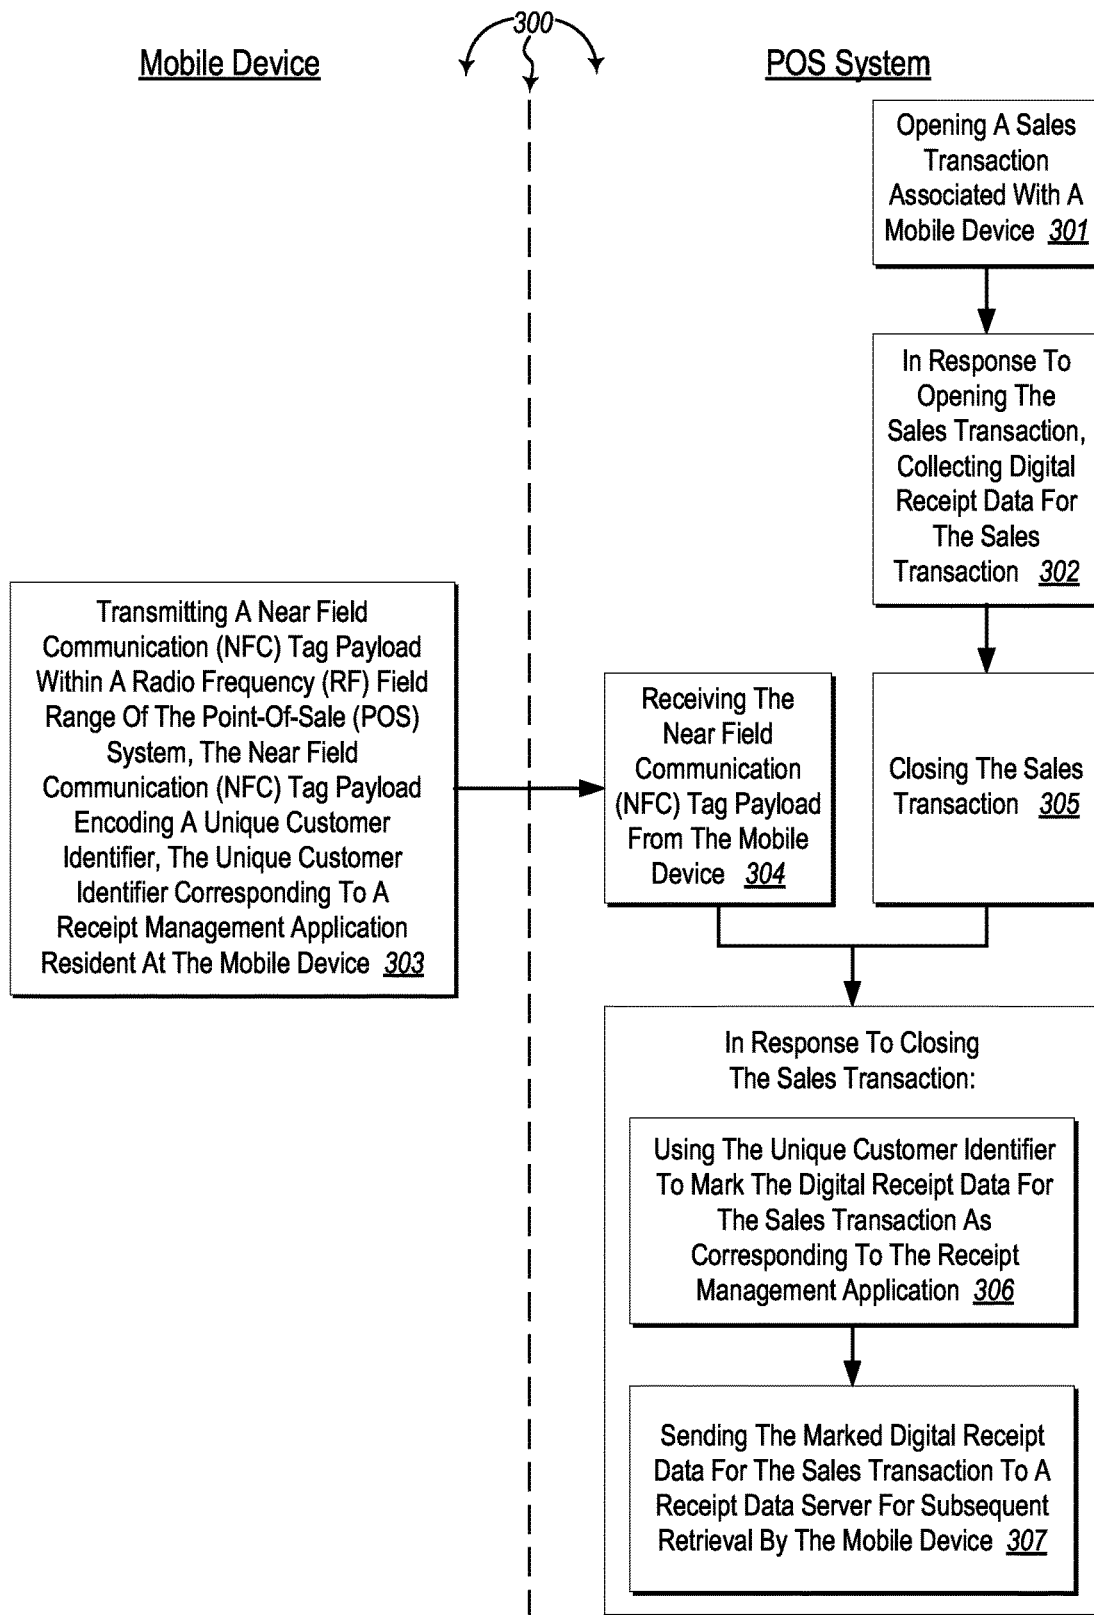 300
Mobile Device
POS System
Opening A Sales
Transaction
Associated With A
Mobile Device 301
In Response To
Opening The
Sales Transaction,
Collecting Digital
Receipt Data For
The Sales
Transaction 302
Transmitting A Near Field
Communication (NFC) Tag Payload
Within A Radio Frequency (RF) Field
Range Of The Point-Of-Sale (POS)
System, The Near Field
Communication (NFC) Tag Payload
Encoding A Unique Customer
Identifier, The Unique Customer
Identifier Corresponding To A
Receipt Management Application
Resident At The Mobile Device 303
Receiving The
Near Field
Communication
(NFC) Tag Payload
From The Mobile
Device 304
Closing The Sales
Transaction 305
In Response To Closing
The Sales Transaction:
Using The Unique Customer Identifier
To Mark The Digital Receipt Data For
The Sales Transaction As
Corresponding To The Receipt
Management Application 306
Sending The Marked Digital Receipt
Data For The Sales Transaction To A
Receipt Data Server For Subsequent
Retrieval By The Mobile Device 307